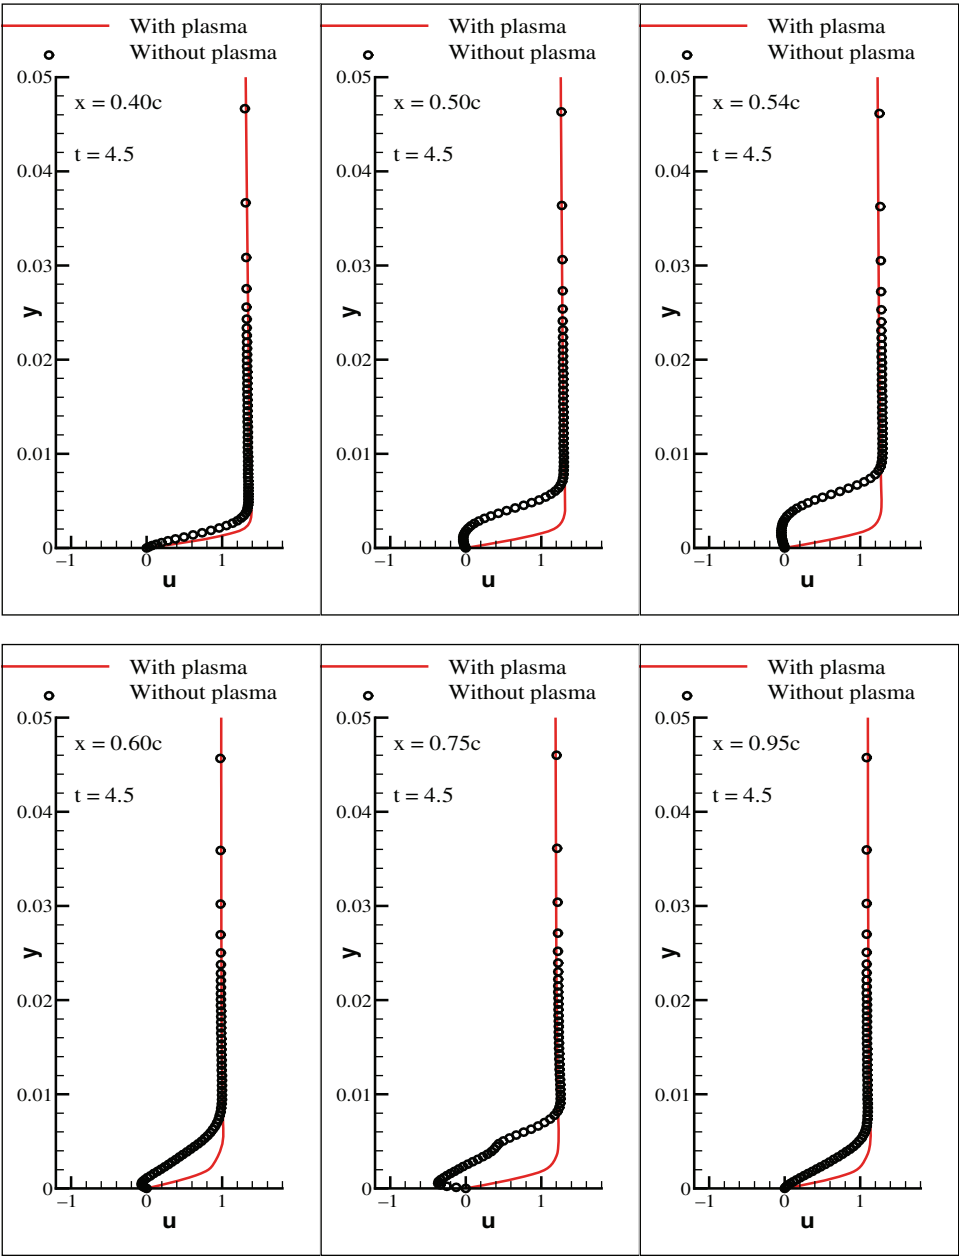 With plasma
Without plasma
0.05
x = 0.40c
t = 4.5
0.04
0.03
y
0.02
0.01
0
−1
0
1
u
With plasma
Without plasma
0.05
x = 0.50c
t = 4.5
0.04
0.03
y
0.02
0.01
0
−1
0
1
u
With plasma
Without plasma
0.05
x = 0.54c
t = 4.5
0.04
0.03
y
0.02
0.01
0
−1
0
1
u
With plasma
Without plasma
0.05
x = 0.60c
t = 4.5
0.04
0.03
y
0.02
0.01
0
−1
0
1
u
With plasma
Without plasma
0.05
x = 0.75c
t = 4.5
0.04
0.03
y
0.02
0.01
0
−1
0
1
u
With plasma
Without plasma
0.05
x = 0.95c
t = 4.5
0.04
0.03
y
0.02
0.01
0
−1
0
1
u